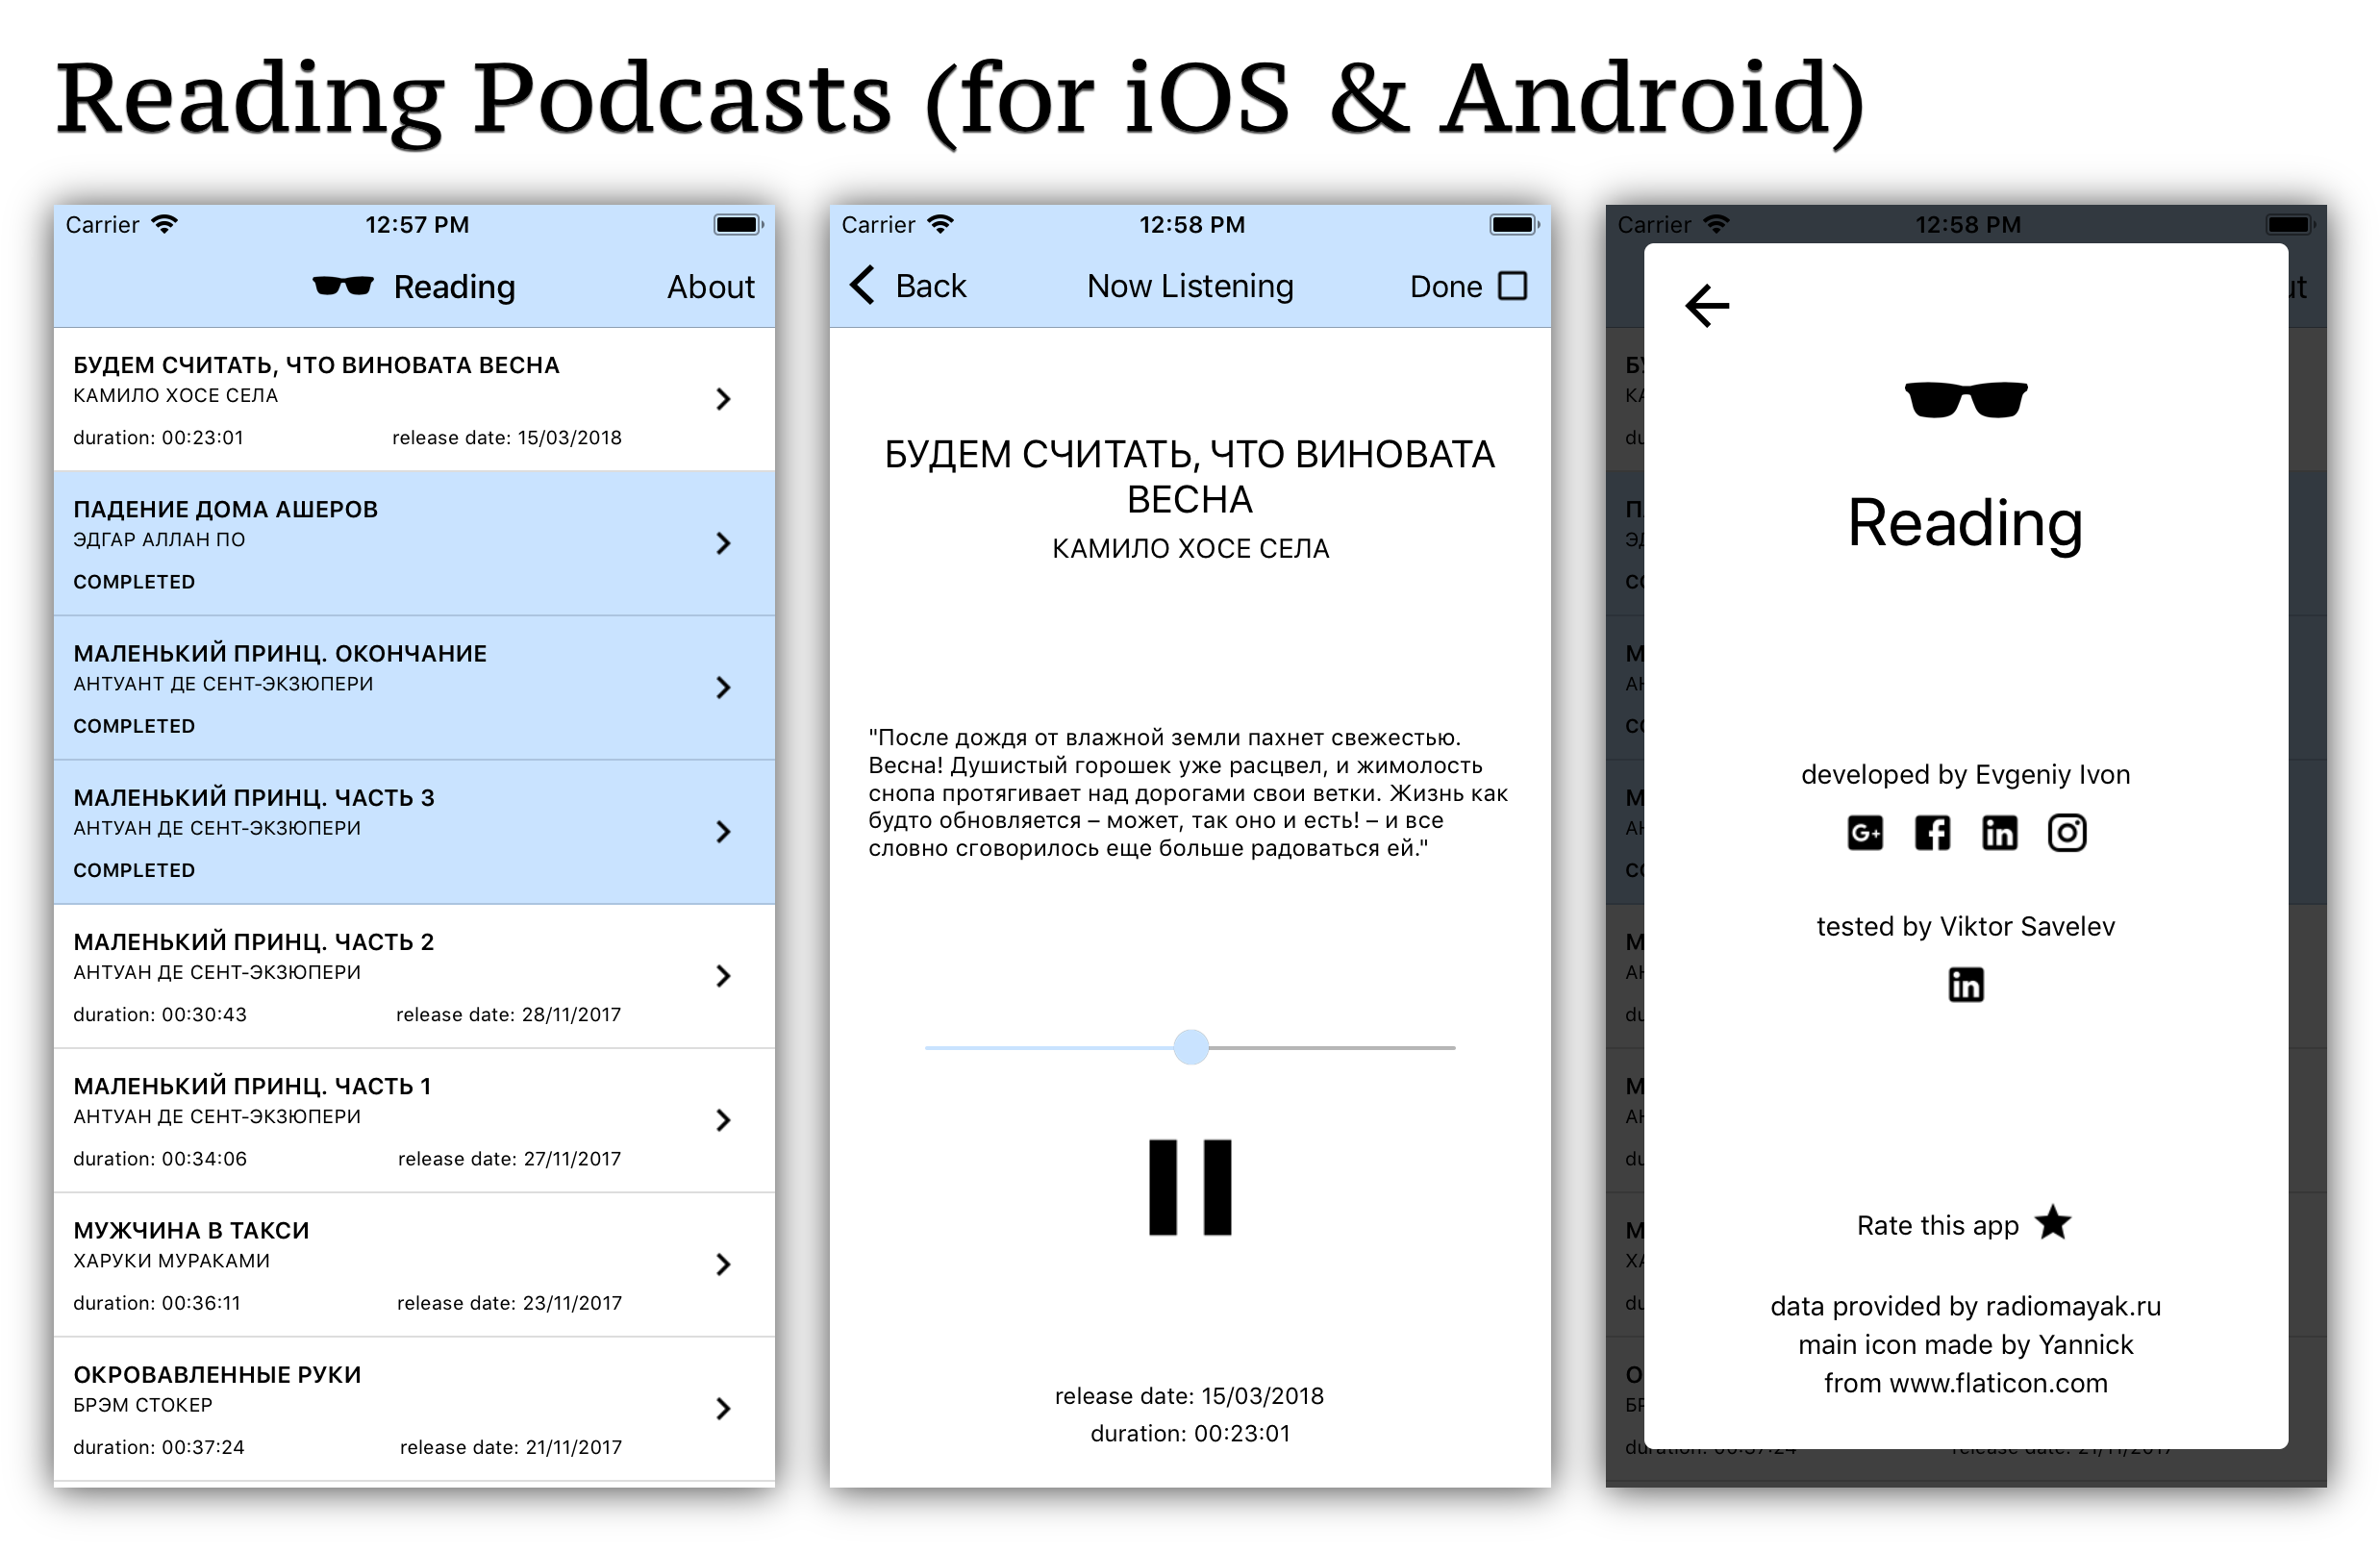 Reading Podcasts (for iOS & Android)
Carrier 12:57 PM
Reading About
БУДЕМ СЧИТАТЬ, ЧТО ВИНОВАТА ВЕСНА
КАМИЛО ХОСЕ СЕЛА
duration: 00:23:01 release date: 15/03/2018
ПАДЕНИЕ ДОМА АШЕРОВ
ЭДГАР АЛЛАН ПО
COMPLETED
МАЛЕНЬКИЙ ПРИНЦ. ОКОНЧАНИЕ
АНТУАНТ ДЕ СЕНТ-ЭКЗЮПЕРИ
COMPLETED
МАЛЕНЬКИЙ ПРИНЦ. ЧАСТЬ 3
АНТУАН ДЕ СЕНТ-ЭКЗЮПЕРИ
COMPLETED
МАЛЕНЬКИЙ ПРИНЦ. ЧАСТЬ 2
АНТУАН ДЕ СЕНТ-ЭКЗЮПЕРИ
duration: 00:30:43 release date: 28/11/2017
МАЛЕНЬКИЙ ПРИНЦ. ЧАСТЬ 1
АНТУАН ДЕ СЕНТ-ЭКЗЮПЕРИ
duration: 00:34:06 release date: 27/11/2017
МУЖЧИНА В ТАКСИ
ХАРУКИ МУРАКАМИ
duration: 00:36:11 release date: 23/11/2017
ОКРОВАВЛЕННЫЕ РУКИ
БРЭМ СТОКЕР
duration: 00:37:24 release date: 21/11/2017
Carrier 12:58 PM
Back Now Listening Done
БУДЕМ СЧИТАТЬ, ЧТО ВИНОВАТА
ВЕСНА
КАМИЛО ХОСЕ СЕЛА
"После дождя от влажной земли пахнет свежестью.
Весна! Душистый горошек уже расцвел, и жимолость
снопа протягивает над дорогами свои ветки. Жизнь как
будто обновляется – может, так оно и есть! – и все
словно сговорилось еще больше радоваться ей."
release date: 15/03/2018
duration: 00:23:01
Carrier 12:58 PM
Reading
developed by Evgeniy Ivon
tested by Viktor Savelev
Rate this app
data provided by radiomayak.ru
main icon made by Yannick
from www.flaticon.com